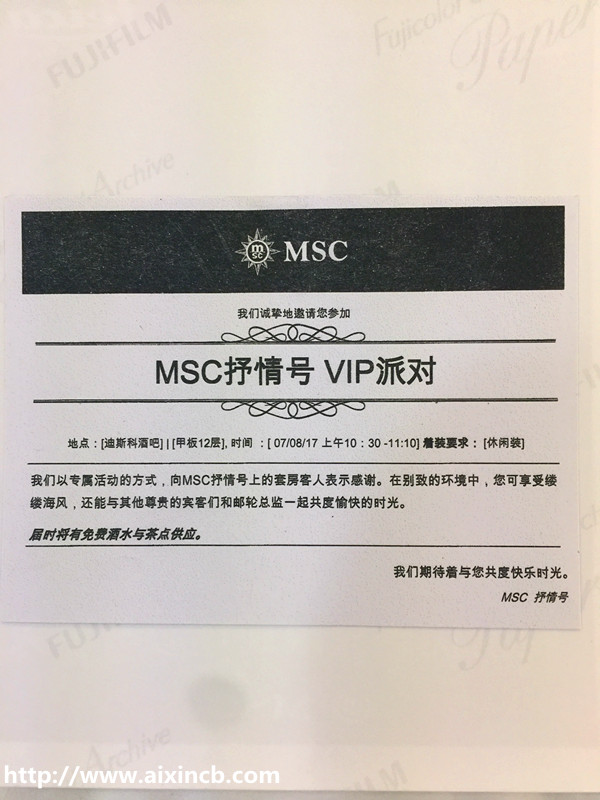 FUJIFILM
Fujicolor
Paper
Archive
msc
MSC
我们诚挚地邀请您参加
MSC抒情号 VIP派对
地点：[迪斯科酒吧] | [甲板12层], 时间 ：[ 07/08/17 上午10：30 -11:10] 着装要求： [休闲装]
我们以专属活动的方式，向MSC抒情号上的套房客人表示感谢。在别致的环境中，您可享受缕
缕海风，还能与其他尊贵的宾客们和邮轮总监一起共度愉快的时光。
届时将有免费酒水与茶点供应。
我们期待着与您共度快乐时光。
MSC 抒情号
FUJIFILM
Paper
Archive
FUJIFILM
http://www.aixincb.com